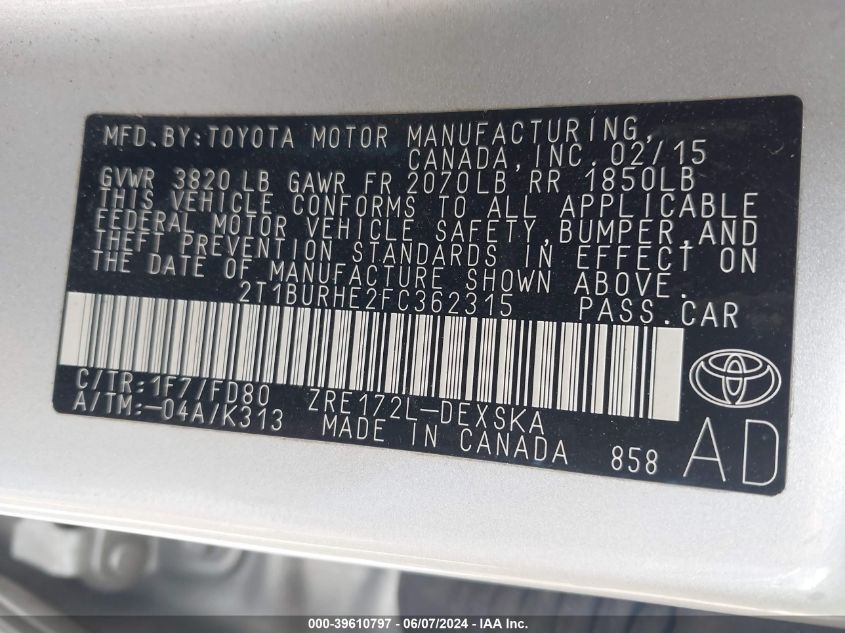 MFD.BY:TOYOTA MOTOR MANUFACTURING,
CANADA,INC.02/15
GVWR 3820 LB GAWR FR 2070LB RR 1850LB
THIS VEHICLE CONFORMS TO ALL APPLICABLE
FEDERAL MOTOR VEHICLE SAFETY,BUMPER,AND
THEFT PREVENTION STANDARDS IN EFFECT ON
THE DATE OF MANUFACTURE SHOWN ABOVE.
2T1BURHE2FC362315 PASS.CAR
C/TR:1F7/FD80 ZRE172L-DEXSKA
A/TM:-04A/K313 MADE IN CANADA 858 AD
000-39610797 - 06/07/2024 - IAANSAUS.COM